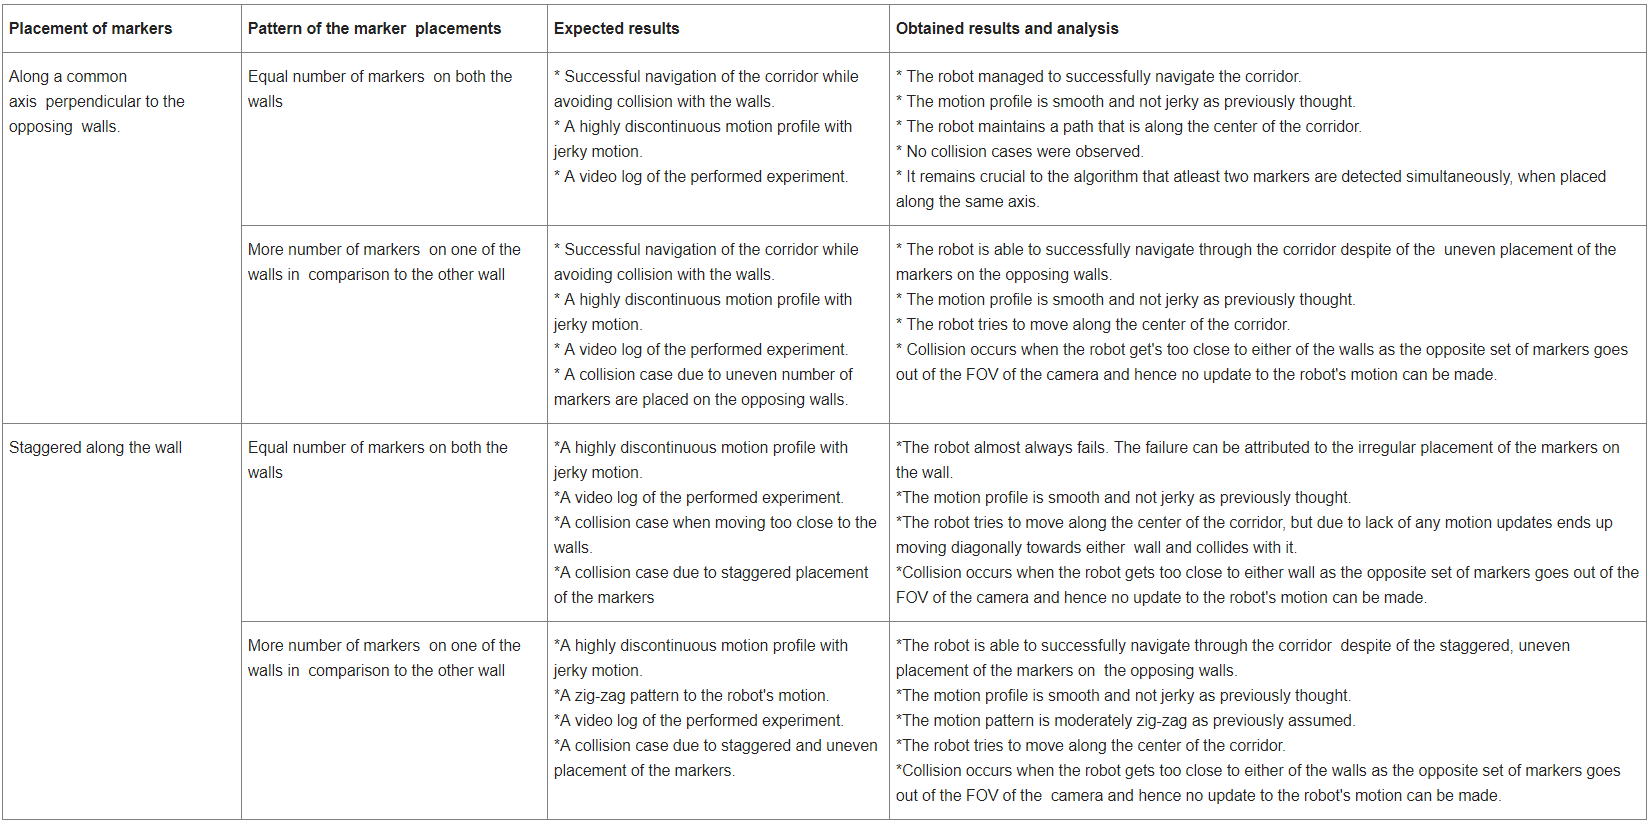 Placement of markers
Pattern of the marker placements
Expected results
Obtained results and analysis
Along a common
axis perpendicular to the
opposing walls.
Equal number of markers on both the
walls
* Successful navigation of the corridor while
avoiding collision with the walls.
* A highly discontinuous motion profile with
jerky motion.
* A video log of the performed experiment.
* The robot managed to successfully navigate the corridor.
* The motion profile is smooth and not jerky as previously thought.
* The robot maintains a path that is along the center of the corridor.
* No collision cases were observed.
* It remains crucial to the algorithm that atleast two markers are detected simultaneously, when placed
along the same axis.
More number of markers on one of the
walls in comparison to the other wall
* Successful navigation of the corridor while
avoiding collision with the walls.
* A highly discontinuous motion profile with
jerky motion.
* A video log of the performed experiment.
* A collision case due to uneven number of
markers are placed on the opposing walls.
* The robot is able to successfully navigate through the corridor despite of the uneven placement of the
markers on the opposing walls.
* The motion profile is smooth and not jerky as previously thought.
* The robot tries to move along the center of the corridor.
* Collision occurs when the robot get's too close to either of the walls as the opposite set of markers goes
out of the FOV of the camera and hence no update to the robot's motion can be made.
Staggered along the wall
Equal number of markers on both the
walls
*A highly discontinuous motion profile with
jerky motion.
*A video log of the performed experiment.
*A collision case when moving too close to the
walls.
*A collision case due to staggered placement
of the markers
*The robot almost always fails. The failure can be attributed to the irregular placement of the markers on
the wall.
*The motion profile is smooth and not jerky as previously thought.
*The robot tries to move along the center of the corridor, but due to lack of any motion updates ends up
moving diagonally towards either wall and collides with it.
*Collision occurs when the robot gets too close to either wall as the opposite set of markers goes out of the
FOV of the camera and hence no update to the robot's motion can be made.
More number of markers on one of the
walls in comparison to the other wall
*A highly discontinuous motion profile with
jerky motion.
*A zig-zag pattern to the robot's motion.
*A video log of the performed experiment.
*A collision case due to staggered and uneven
placement of the markers.
*The robot is able to successfully navigate through the corridor despite of the staggered, uneven
placement of the markers on the opposing walls.
*The motion profile is smooth and not jerky as previously thought.
*The motion pattern is moderately zig-zag as previously assumed.
*The robot tries to move along the center of the corridor.
*Collision occurs when the robot gets too close to either of the walls as the opposite set of markers goes
out of the FOV of the camera and hence no update to the robot's motion can be made.